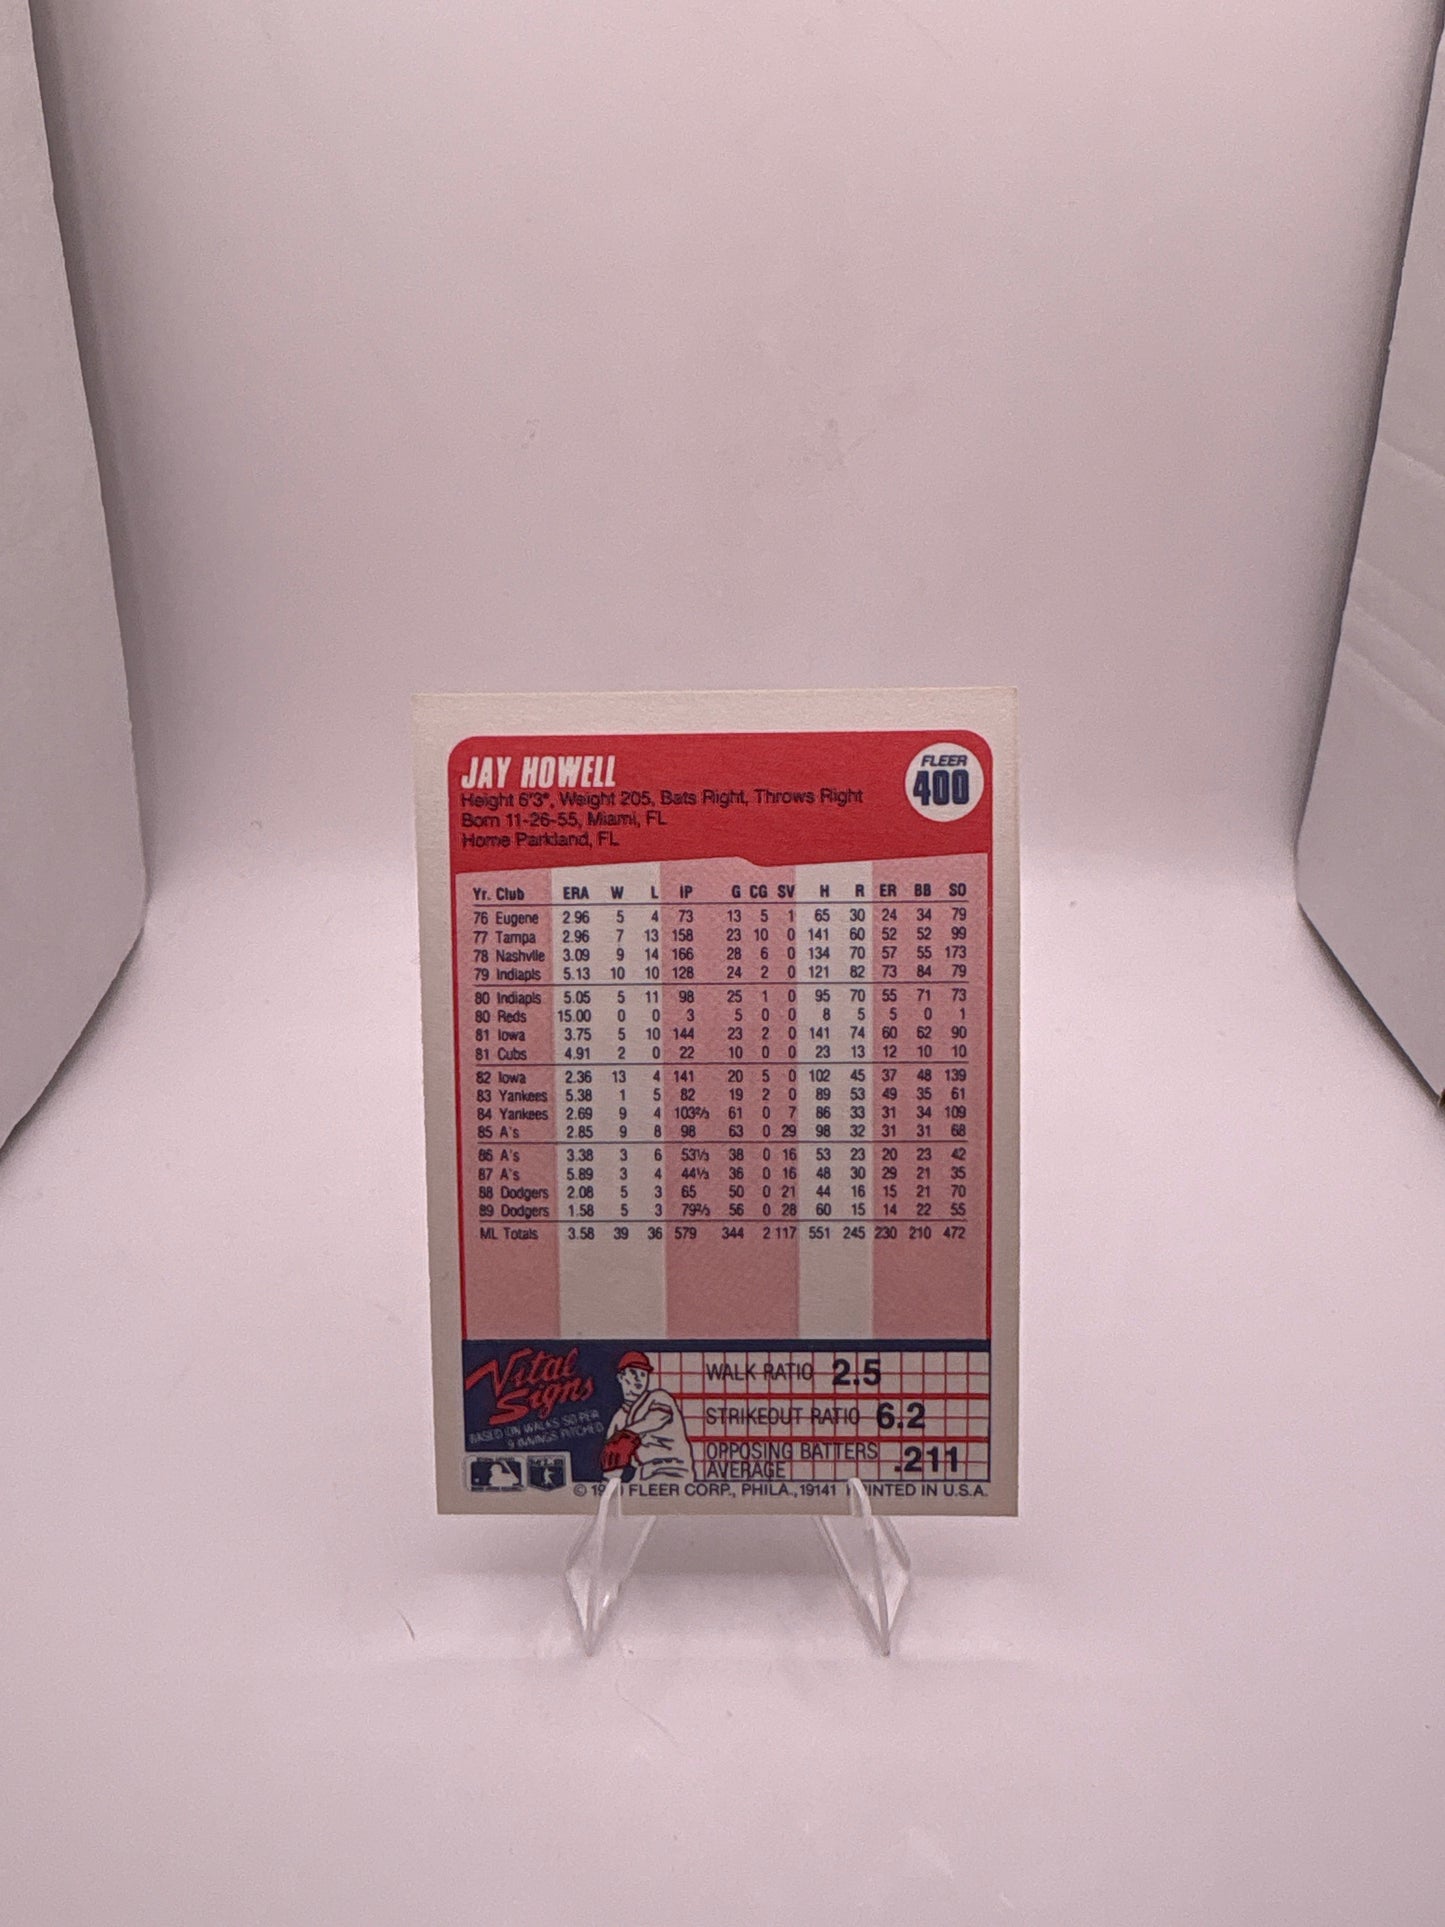 JAY HOWELL
FLEER
400
Height 6'3", Weight 205, Bats Right, Throws Right
Born 11-26-55, Miami, FL
Home Parkland, FL
Yr. Club ERA W L IP G CG SV H R ER BB SO
76 Eugene 2.96 5 4 73 13 5 1 65 30 24 34 79
77 Tampa 2.96 7 13 158 23 10 0 141 60 52 52 99
78 Nashvlle 3.09 9 14 166 28 6 0 134 70 57 55 173
79 Indiapls 5.13 10 10 128 24 2 0 121 82 73 84 79
80 Indiapls 5.05 5 11 98 25 1 0 95 70 55 71 73
80 Reds 15.00 0 0 3 5 0 0 8 5 5 0 1
81 Iowa 3.75 5 10 144 23 2 0 141 74 60 62 90
81 Cubs 4.91 2 0 22 10 0 0 23 13 12 10 10
82 Iowa 2.36 13 4 141 20 5 0 102 45 37 48 139
83 Yankees 5.38 1 5 82 19 2 0 89 53 49 35 61
84 Yankees 2.69 9 4 103⅔ 61 0 7 86 33 31 34 109
85 A's 2.85 9 8 98 63 0 29 98 32 31 31 68
86 A's 3.38 3 6 53⅓ 38 0 16 53 23 20 23 42
87 A's 5.89 3 4 44⅓ 36 0 16 48 30 29 21 35
88 Dodgers 2.08 5 3 65 50 0 21 44 16 15 21 70
89 Dodgers 1.58 5 3 79⅔ 56 0 28 60 15 14 22 55
ML Totals 3.58 39 36 579 344 2 117 551 245 230 210 472
Vital
Signs
BASED ON WALKS SO PER
9 INNINGS PITCHED
WALK RATIO 2.5
STRIKEOUT RATIO 6.2
OPPOSING BATTERS
AVERAGE .211
© FLEER CORP., PHILA., 19141 PRINTED IN U.S.A.